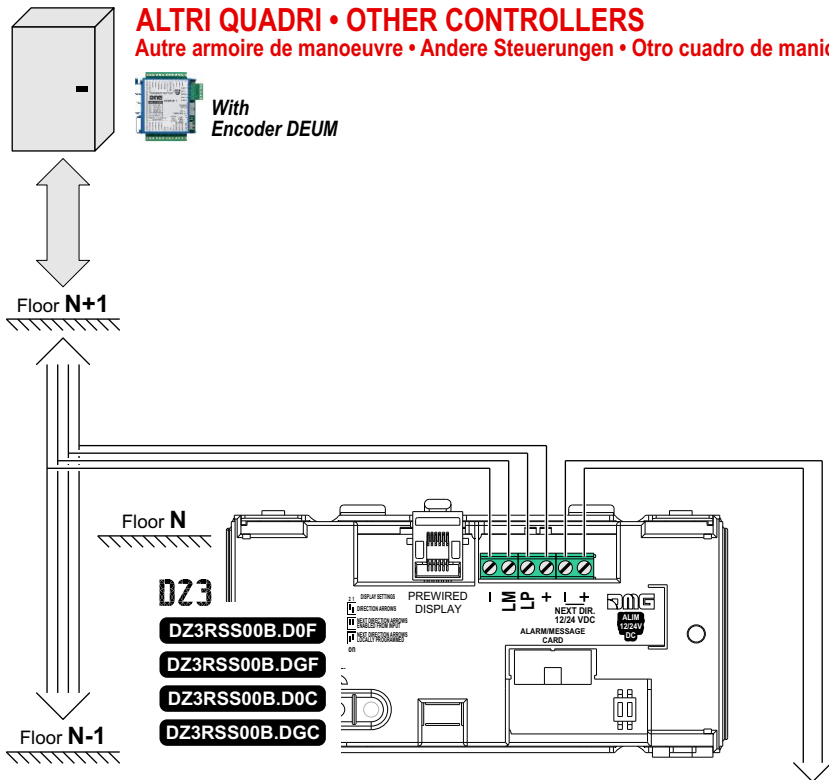 ALTRI QUADRI • OTHER CONTROLLERS
Autre armoire de manoeuvre • Andere Steuerungen • Otro cuadro de manio
With
Encoder DEUM
Floor N+1
Floor N
DZ3
DZ3RSS00B.D0F
DZ3RSS00B.DGF
DZ3RSS00B.D0C
DZ3RSS00B.DGC
2 1 DISPLAY SETTINGS
DIRECTION ARROWS
NEXT DIRECTION ARROWS
ENABLED FROM INPUT
NEXT DIRECTION ARROWS
LOCALLY PROGRAMMED
on
PREWIRED
DISPLAY
− LM LP + − +
NEXT DIR.
12/24 VDC
ALARM/MESSAGE
CARD
DMG
ALIM
12/24V
DC
Floor N-1